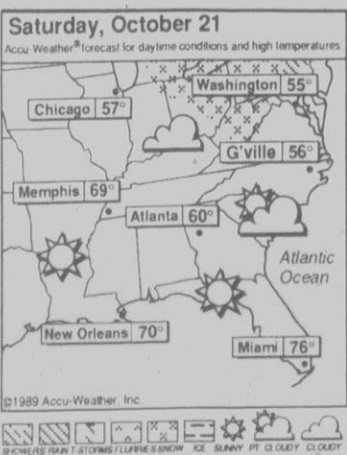 Saturday, October 21
Accu-Weather® forecast for daytime conditions and high temperatures
Washington 55°
Chicago 57°
G'ville 56°
Memphis 69°
Atlanta 60°
Atlantic
Ocean
New Orleans 70°
Miami 76°
©1989 Accu-Weather, Inc.
SHOWERS RAIN T-STORMS FLURRIES SNOW ICE SUNNY PT. CLOUDY CLOUDY